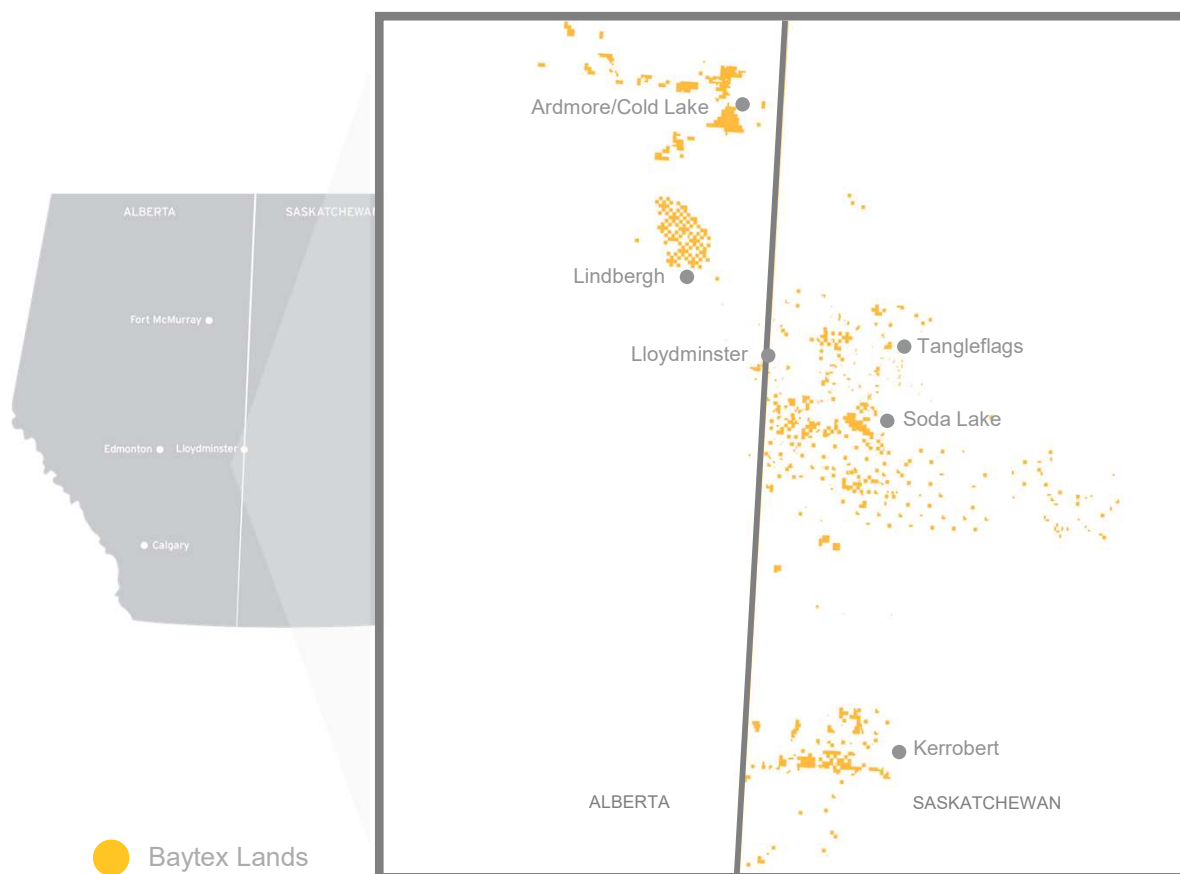 Ardmore/Cold Lake
ALBERTA
SASKATCHEWAN
Lindbergh
Fort McMurray
Lloydminster
Tangleflags
Soda Lake
Edmonton
Lloydminster
Calgary
Kerrobert
ALBERTA
SASKATCHEWAN
Baytex Lands